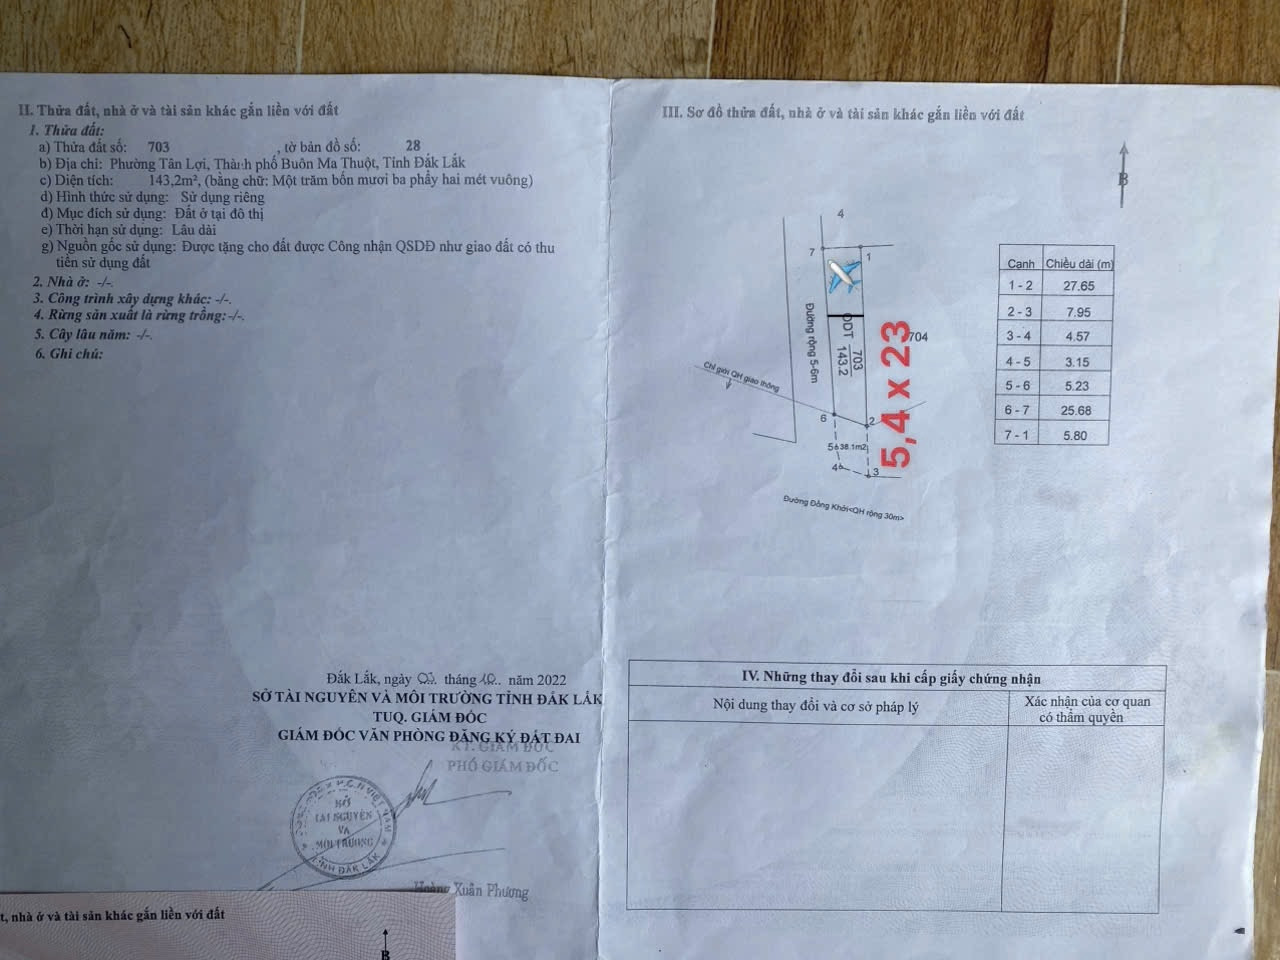 II. Thửa đất, nhà ở và tài sản khác gắn liền với đất
1. Thửa đất:
a) Thửa đất số: 703 , tờ bản đồ số: 28
b) Địa chỉ: Phường Tân Lợi, Thành phố Buôn Ma Thuột, Tỉnh Đắk Lắk
c) Diện tích: 143,2m², (bằng chữ: Một trăm bốn mươi ba phẩy hai mét vuông)
d) Hình thức sử dụng: Sử dụng riêng
đ) Mục đích sử dụng: Đất ở tại đô thị
e) Thời hạn sử dụng: Lâu dài
g) Nguồn gốc sử dụng: Được tặng cho đất được Công nhận QSDĐ như giao đất có thu
tiền sử dụng đất
2. Nhà ở: -/-.
3. Công trình xây dựng khác: -/-.
4. Rừng sản xuất là rừng trồng: -/-.
5. Cây lâu năm: -/-.
6. Ghi chú:
Đắk Lắk, ngày tháng 10 năm 2022
SỞ TÀI NGUYÊN VÀ MÔI TRƯỜNG TỈNH ĐẮK LẮK
TUQ. GIÁM ĐỐC
GIÁM ĐỐC VĂN PHÒNG ĐĂNG KÝ ĐẤT ĐAI
KT. GIÁM ĐỐC
PHÓ GIÁM ĐỐC
SỞ
TÀI NGUYÊN
VÀ
MÔI TRƯỜNG
TỈNH ĐẮK LẮK
Hoàng Xuân Phương
t, nhà ở và tài sản khác gắn liền với đất
B
III. Sơ đồ thửa đất, nhà ở và tài sản khác gắn liền với đất
B
4
7
1
Đường rộng 5-6m
ODT 703
143.2
704
5,4 x 23
Chỉ giới QH giao thông
6
2
5
38.1m2
4
3
Đường Đồng Khởi<QH rộng 30m>
Cạnh Chiều dài (m)
1 - 2 27.65
2 - 3 7.95
3 - 4 4.57
4 - 5 3.15
5 - 6 5.23
6 - 7 25.68
7 - 1 5.80
IV. Những thay đổi sau khi cấp giấy chứng nhận
Nội dung thay đổi và cơ sở pháp lý
Xác nhận của cơ quan
có thẩm quyền